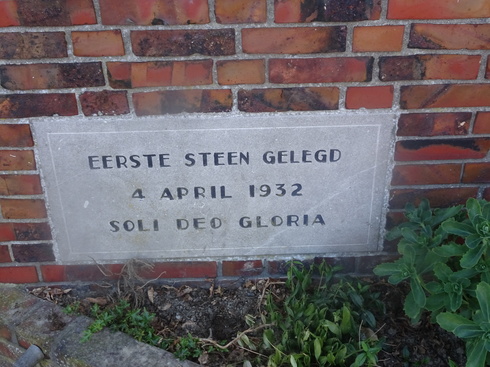 EERSTE STEEN GELEGD
4 APRIL 1932
SOLI DEO GLORIA